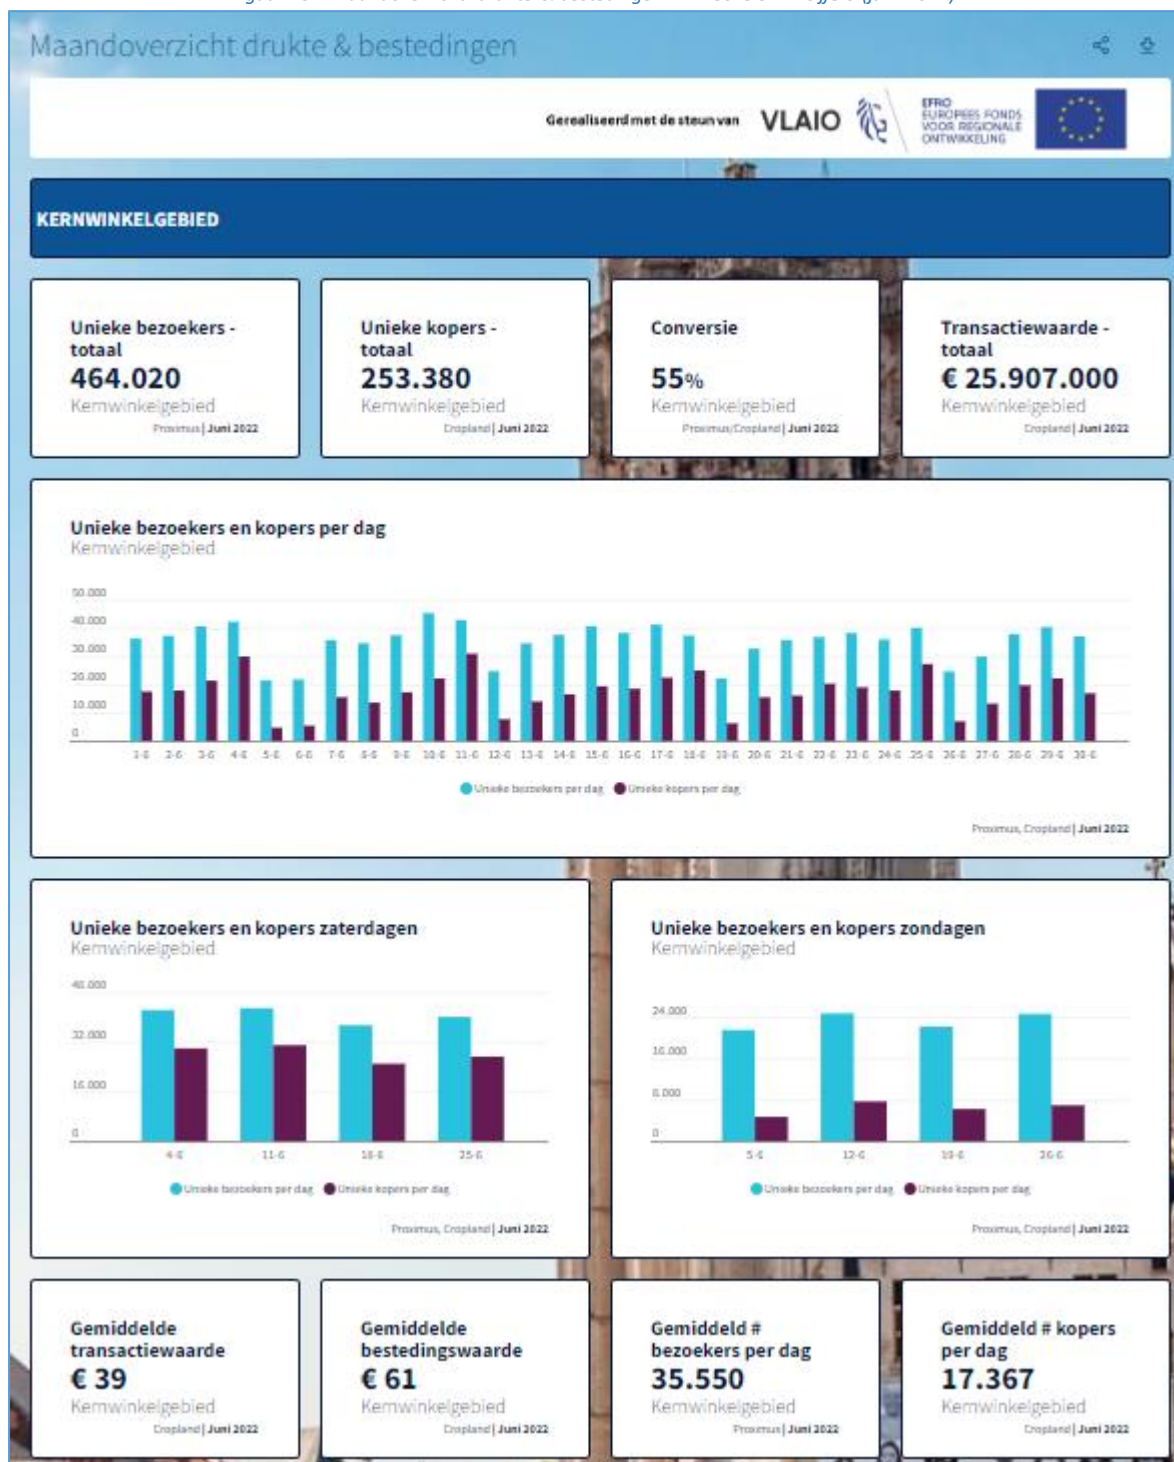 Maandoverzicht drukte & bestedingen
Gerealiseerd met de steun van VLAIO
EFRO
EUROPEES FONDS
VOOR REGIONALE
ONTWIKKELING
KERNWINKELGEBIED
Unieke bezoekers -
totaal
464.020
Kernwinkelgebied
Proximus | Juni 2022
Unieke kopers -
totaal
253.380
Kernwinkelgebied
Cropland | Juni 2022
Conversie
55%
Kernwinkelgebied
Proximus/Cropland | Juni 2022
Transactiewaarde -
totaal
€ 25.907.000
Kernwinkelgebied
Cropland | Juni 2022
Unieke bezoekers en kopers per dag
Kernwinkelgebied
50.000
40.000
30.000
20.000
10.000
0
1-6 2-6 3-6 4-6 5-6 6-6 7-6 8-6 9-6 10-6 11-6 12-6 13-6 14-6 15-6 16-6 17-6 18-6 19-6 20-6 21-6 22-6 23-6 24-6 25-6 26-6 27-6 28-6 29-6 30-6
Unieke bezoekers per dag Unieke kopers per dag
Proximus, Cropland | Juni 2022
Unieke bezoekers en kopers zaterdagen
Kernwinkelgebied
32.000
16.000
0
4-6 11-6 18-6 25-6
Unieke bezoekers per dag Unieke kopers per dag
Proximus, Cropland | Juni 2022
Unieke bezoekers en kopers zondagen
Kernwinkelgebied
24.000
16.000
8.000
0
5-6 12-6 19-6 26-6
Unieke bezoekers per dag Unieke kopers per dag
Proximus, Cropland | Juni 2022
Gemiddelde
transactiewaarde
€ 39
Kernwinkelgebied
Cropland | Juni 2022
Gemiddelde
bestedingswaarde
€ 61
Kernwinkelgebied
Cropland | Juni 2022
Gemiddeld #
bezoekers per dag
35.550
Kernwinkelgebied
Proximus | Juni 2022
Gemiddeld # kopers
per dag
17.367
Kernwinkelgebied
Cropland | Juni 2022